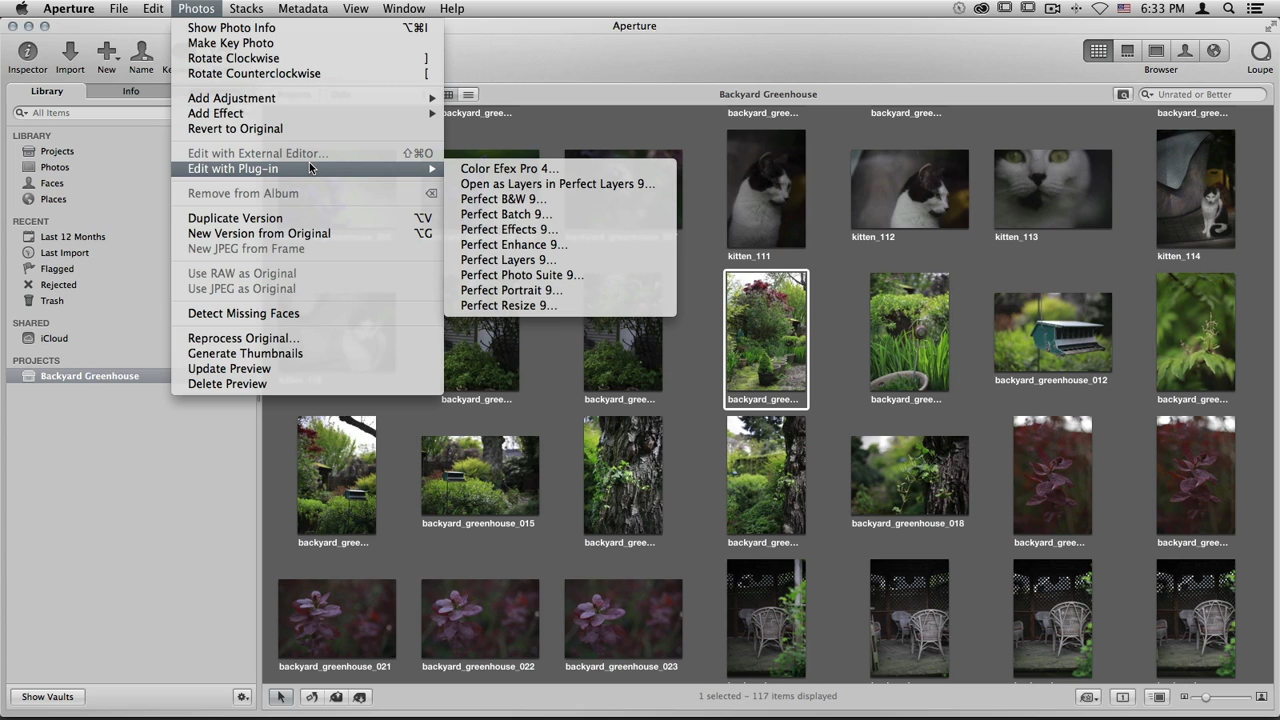 Aperture File Edit Photos Stacks Metadata View Window Help 6:33 PM
Aperture
Inspector Import New Name Browser Loupe
Library Info
All Items
Backyard Greenhouse
Unrated or Better
LIBRARY
Projects
Photos
Faces
Places
RECENT
Last 12 Months
Last Import
Flagged
Rejected
Trash
SHARED
iCloud
PROJECTS
Backyard Greenhouse
Show Photo Info ⌥⌘I
Make Key Photo
Rotate Clockwise ]
Rotate Counterclockwise [
Add Adjustment
Add Effect
Revert to Original
Edit with External Editor... ⇧⌘O
Edit with Plug-in
Remove from Album
Duplicate Version ⌥V
New Version from Original ⌥G
New JPEG from Frame
Use RAW as Original
Use JPEG as Original
Detect Missing Faces
Reprocess Original...
Generate Thumbnails
Update Preview
Delete Preview
Color Efex Pro 4...
Open as Layers in Perfect Layers 9...
Perfect B&W 9...
Perfect Batch 9...
Perfect Effects 9...
Perfect Enhance 9...
Perfect Layers 9...
Perfect Photo Suite 9...
Perfect Portrait 9...
Perfect Resize 9...
backyard_gree... backyard_gree... backyard_gree... backyard_gree...
kitten_111 kitten_112 kitten_113 kitten_114
backyard_gree... backyard_gree... backyard_gree... backyard_gree... backyard_greenhouse_012 backyard_gree...
backyard_gree... backyard_greenhouse_015 backyard_gree... backyard_gree... backyard_greenhouse_018 backyard_gree... backyard_gree...
backyard_greenhouse_021 backyard_greenhouse_022 backyard_greenhouse_023
Show Vaults
1 selected – 117 items displayed